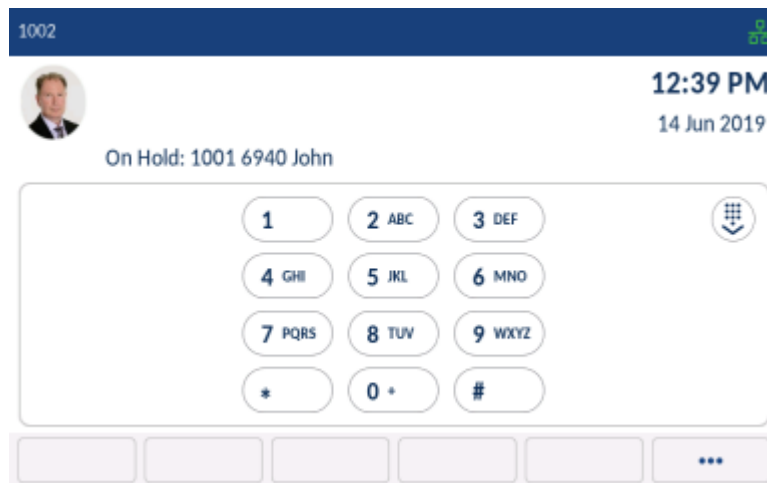 1002
12:39 PM
14 Jun 2019
On Hold: 1001 6940 John
1 2 ABC 3 DEF
4 GHI 5 JKL 6 MNO
7 PQRS 8 TUV 9 WXYZ
* 0 + #
•••